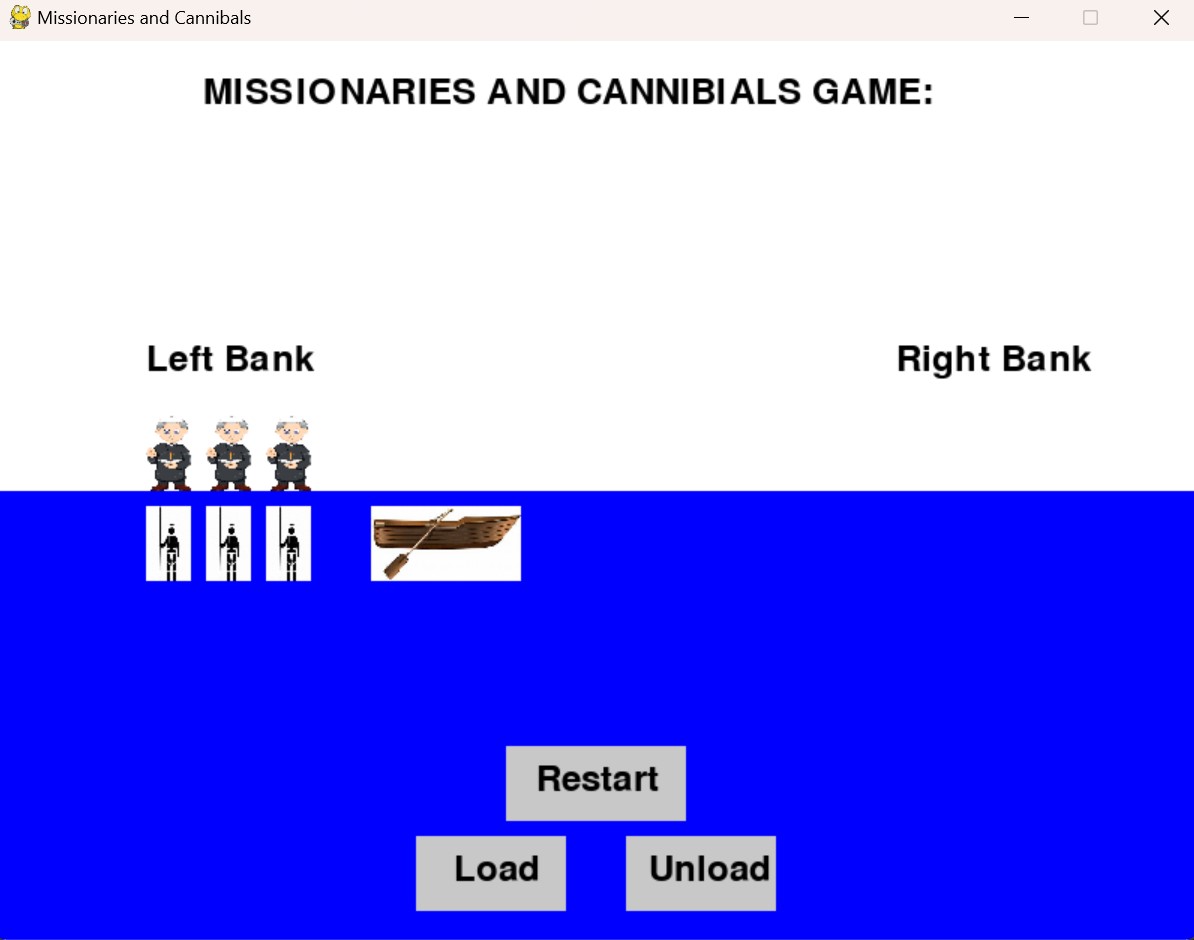 Missionaries and Cannibals
MISSIONARIES AND CANNIBIALS GAME:
Left Bank
Right Bank
Restart
Load
Unload